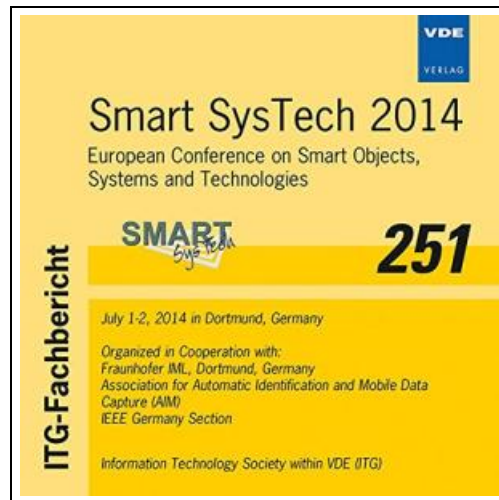 VDE
VERLAG
Smart SysTech 2014
European Conference on Smart Objects,
Systems and Technologies
SMART
Sys Tech
251
ITG-Fachbericht
July 1-2, 2014 in Dortmund, Germany
Organized in Cooperation with:
Fraunhofer IML, Dortmund, Germany
Association for Automatic Identification and Mobile Data
Capture (AIM)
IEEE Germany Section
Information Technology Society within VDE (ITG)